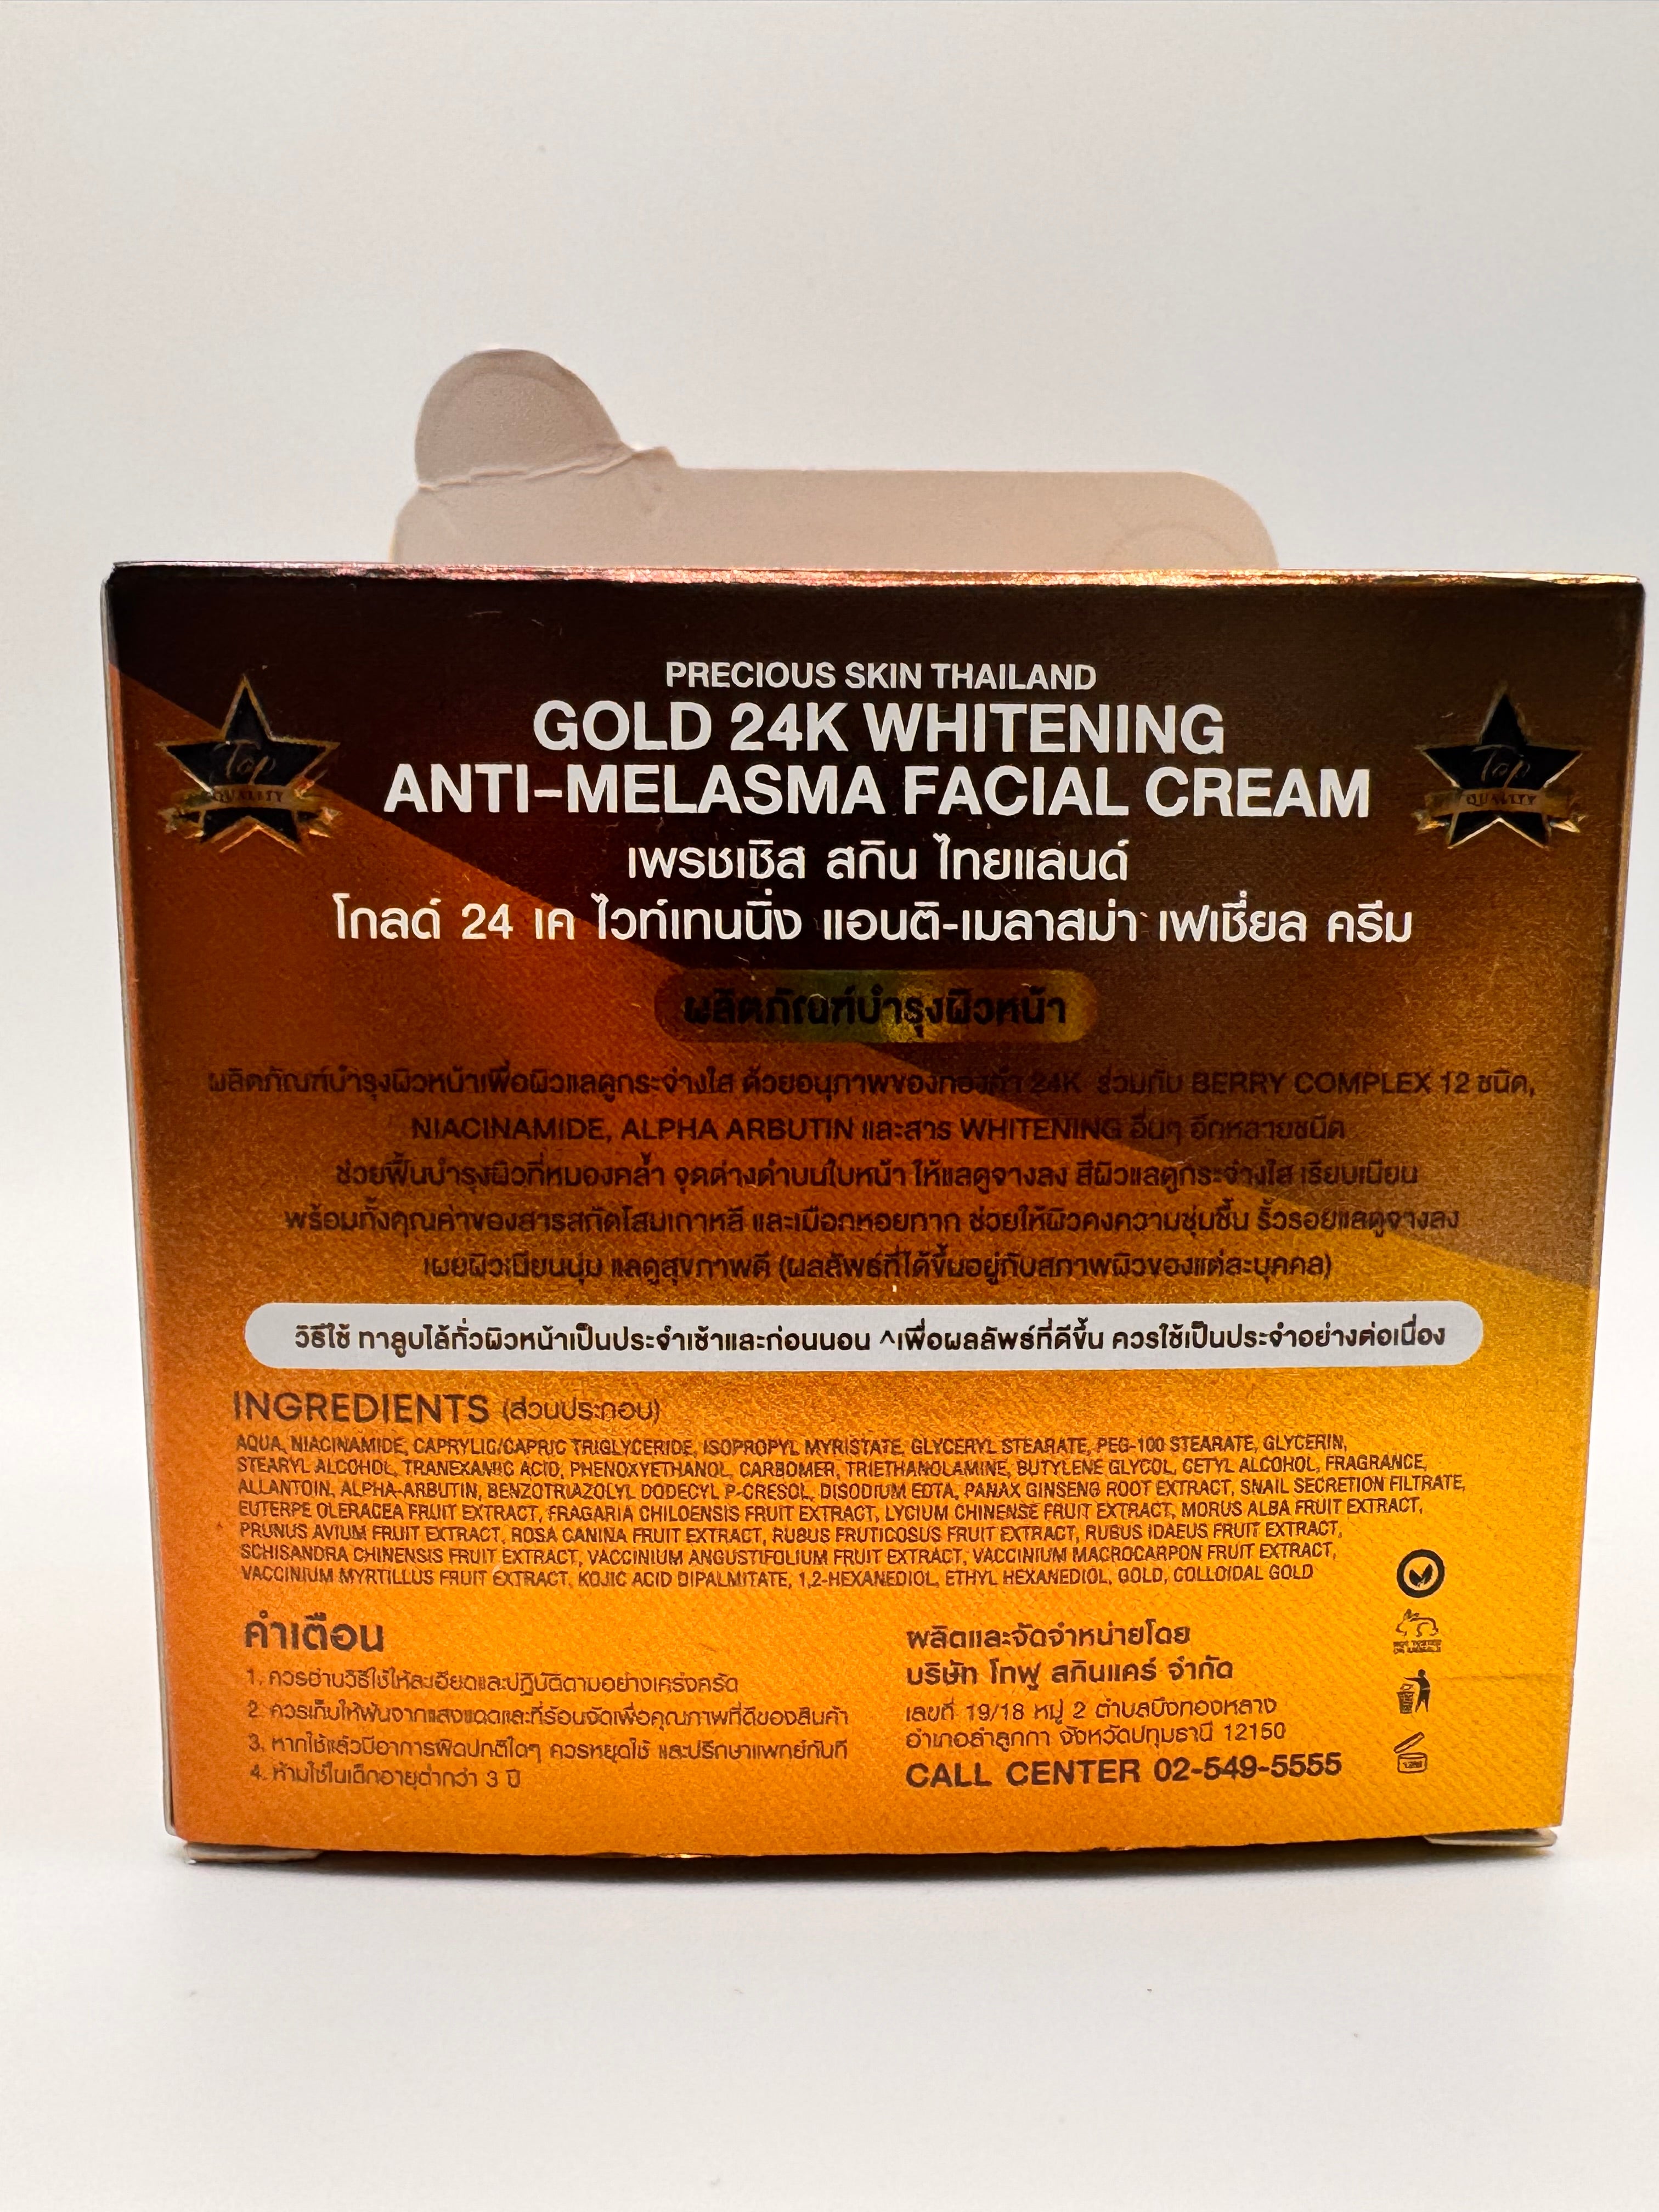 PRECIOUS SKIN THAILAND
GOLD 24K WHITENING
ANTI-MELASMA FACIAL CREAM
Top
QUALITY
Top
QUALITY
เพรชเชิส สกิน ไทยแลนด์
โกลด์ 24 เค ไวท์เทนนิ่ง แอนติ-เมลาสม่า เฟเชี่ยล ครีม
ผลิตภัณฑ์บำรุงผิวหน้า
ผลิตภัณฑ์บำรุงผิวหน้าเพื่อผิวแลดูกระจ่างใส ด้วยอนุภาพของทองคำ 24K ร่วมกับ BERRY COMPLEX 12 ชนิด,
NIACINAMIDE, ALPHA ARBUTIN และสาร WHITENING อื่นๆ อีกหลายชนิด
ช่วยฟื้นบำรุงผิวที่หมองคล้ำ จุดด่างดำบนใบหน้า ให้แลดูจางลง สีผิวแลดูกระจ่างใส เรียบเนียน
พร้อมทั้งคุณค่าของสารสกัดโสมเกาหลี และเมือกหอยทาก ช่วยให้ผิวคงความชุ่มชื้น ริ้วรอยแลดูจางลง
เผยผิวเนียนนุ่ม แลดูสุขภาพดี (ผลลัพธ์ที่ได้ขึ้นอยู่กับสภาพผิวของแต่ละบุคคล)
วิธีใช้ ทาลูบไล้ทั่วผิวหน้าเป็นประจำเช้าและก่อนนอน ^เพื่อผลลัพธ์ที่ดีขึ้น ควรใช้เป็นประจำอย่างต่อเนื่อง
INGREDIENTS (ส่วนประกอบ)
AQUA, NIACINAMIDE, CAPRYLIC/CAPRIC TRIGLYCERIDE, ISOPROPYL MYRISTATE, GLYCERYL STEARATE, PEG-100 STEARATE, GLYCERIN,
STEARYL ALCOHOL, TRANEXAMIC ACID, PHENOXYETHANOL, CARBOMER, TRIETHANOLAMINE, BUTYLENE GLYCOL, CETYL ALCOHOL, FRAGRANCE,
ALLANTOIN, ALPHA-ARBUTIN, BENZOTRIAZOLYL DODECYL P-CRESOL, DISODIUM EDTA, PANAX GINSENG ROOT EXTRACT, SNAIL SECRETION FILTRATE,
EUTERPE OLERACEA FRUIT EXTRACT, FRAGARIA CHILOENSIS FRUIT EXTRACT, LYCIUM CHINENSE FRUIT EXTRACT, MORUS ALBA FRUIT EXTRACT,
PRUNUS AVIUM FRUIT EXTRACT, ROSA CANINA FRUIT EXTRACT, RUBUS FRUTICOSUS FRUIT EXTRACT, RUBUS IDAEUS FRUIT EXTRACT,
SCHISANDRA CHINENSIS FRUIT EXTRACT, VACCINIUM ANGUSTIFOLIUM FRUIT EXTRACT, VACCINIUM MACROCARPON FRUIT EXTRACT,
VACCINIUM MYRTILLUS FRUIT EXTRACT, KOJIC ACID DIPALMITATE, 1,2-HEXANEDIOL, ETHYL HEXANEDIOL, GOLD, COLLOIDAL GOLD
คำเตือน
1. ควรอ่านวิธีใช้ให้ละเอียดและปฏิบัติตามอย่างเคร่งครัด
2. ควรเก็บให้พ้นจากแสงแดดและที่ร้อนจัดเพื่อคุณภาพที่ดีของสินค้า
3. หากใช้แล้วมีอาการผิดปกติใดๆ ควรหยุดใช้ และปรึกษาแพทย์ทันที
4. ห้ามใช้ในเด็กอายุต่ำกว่า 3 ปี
ผลิตและจัดจำหน่ายโดย
บริษัท โทฟุ สกินแคร์ จำกัด
เลขที่ 19/18 หมู่ 2 ตำบลบึงทองหลาง
อำเภอลำลูกกา จังหวัดปทุมธานี 12150
CALL CENTER 02-549-5555
NOT TESTED
ON ANIMALS